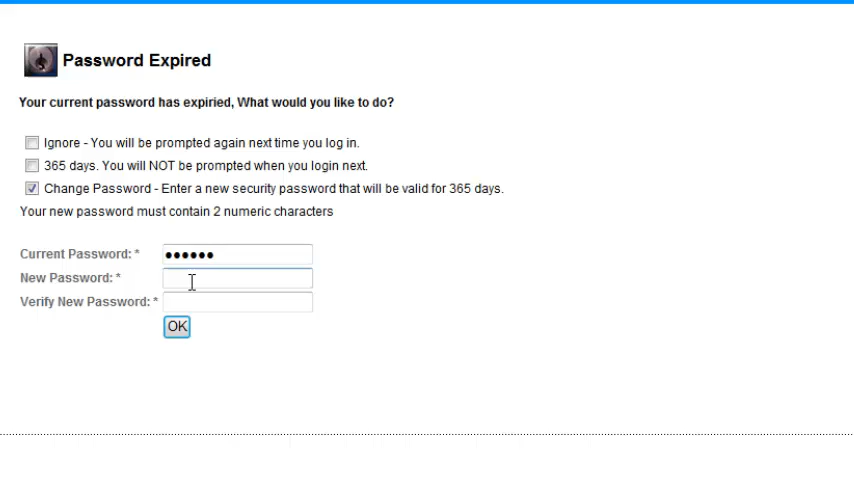 Password Expired
Your current password has expiried, What would you like to do?
Ignore - You will be prompted again next time you log in.
365 days. You will NOT be prompted when you login next.
Change Password - Enter a new security password that will be valid for 365 days.
Your new password must contain 2 numeric characters
Current Password: * ••••••
New Password: *
Verify New Password: *
OK